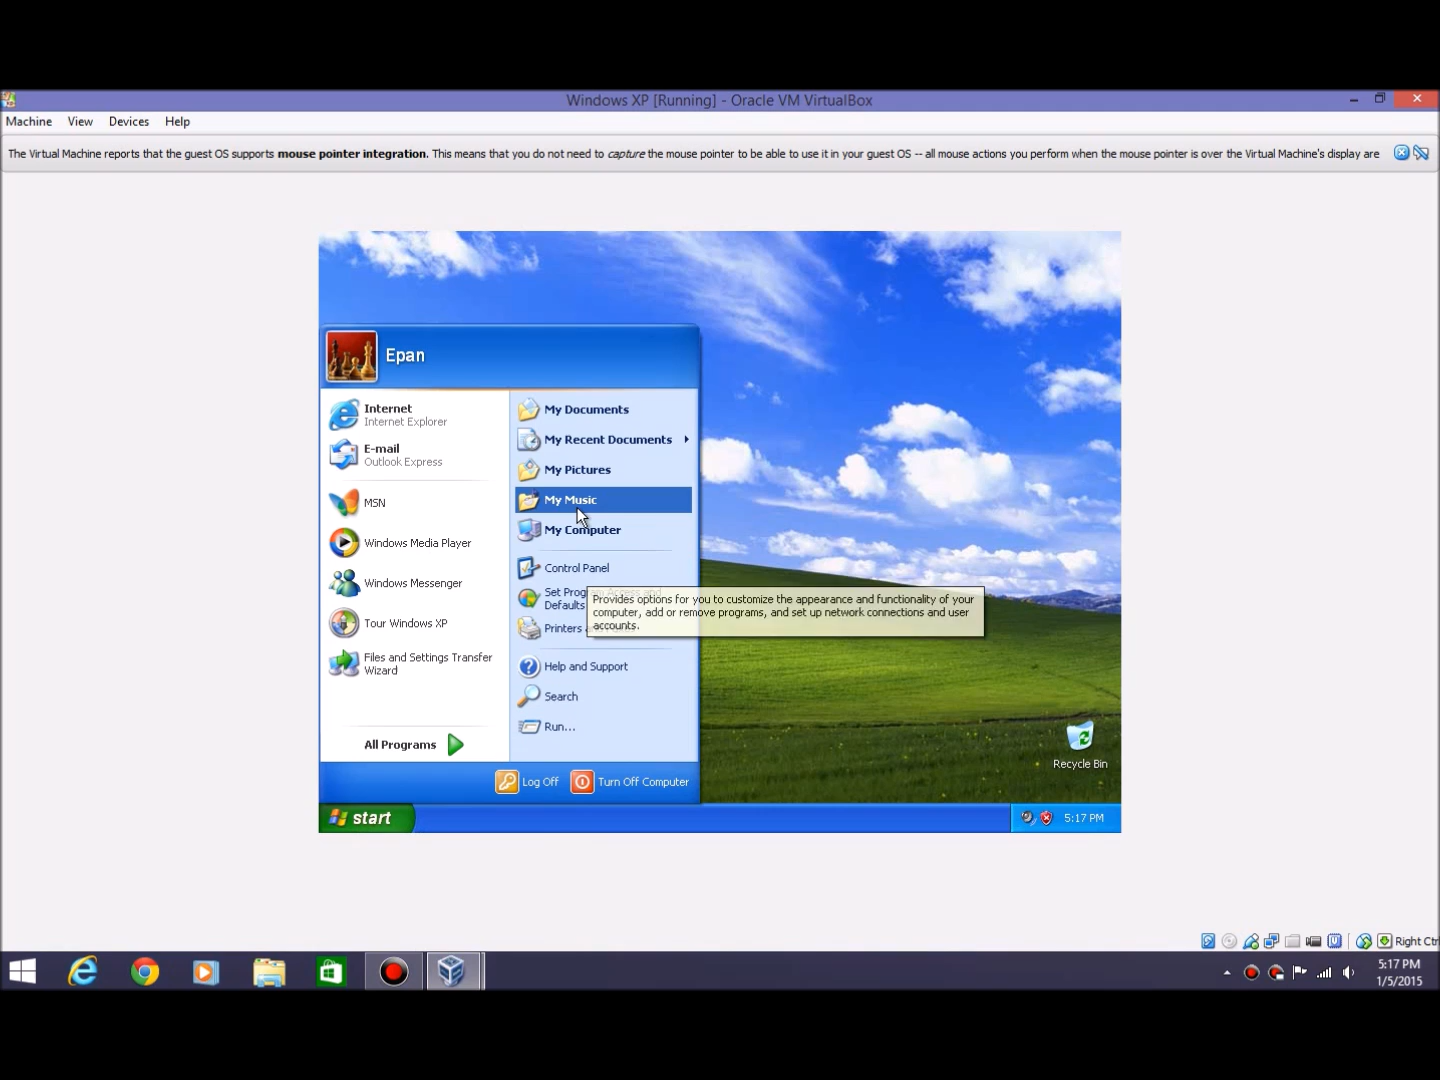 Windows XP [Running] - Oracle VM VirtualBox
Machine View Devices Help
The Virtual Machine reports that the guest OS supports mouse pointer integration. This means that you do not need to capture the mouse pointer to be able to use it in your guest OS -- all mouse actions you perform when the mouse pointer is over the Virtual Machine's display are
Epan
Internet
Internet Explorer
E-mail
Outlook Express
MSN
Windows Media Player
Windows Messenger
Tour Windows XP
Files and Settings Transfer
Wizard
All Programs
My Documents
My Recent Documents
My Pictures
My Music
My Computer
Control Panel
Set Program Access and
Defaults
Printers
Provides options for you to customize the appearance and functionality of your
computer, add or remove programs, and set up network connections and user
accounts.
Help and Support
Search
Run...
Log Off Turn Off Computer
Recycle Bin
start
5:17 PM
Right Ctrl
5:17 PM
1/5/2015